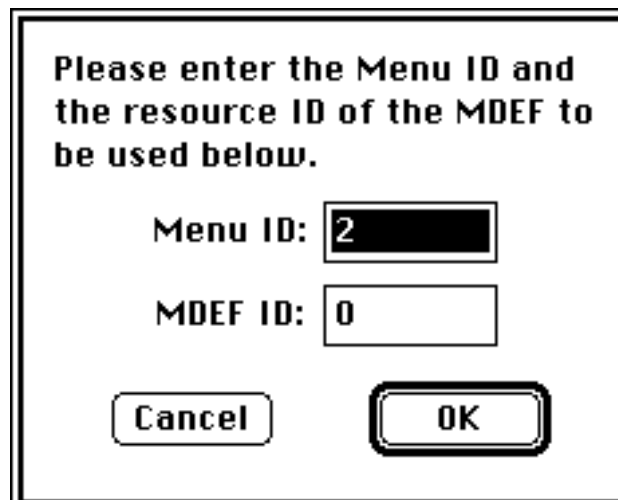 Please enter the Menu ID and
the resource ID of the MDEF to
be used below.
Menu ID: 2
MDEF ID: 0
Cancel OK